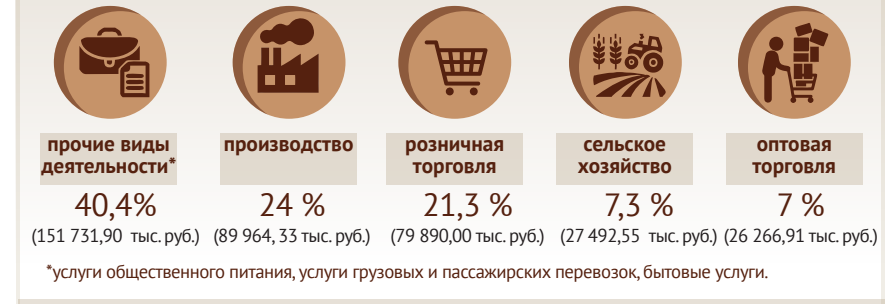 прочие виды
деятельности*
производство
розничная
торговля
сельское
хозяйство
оптовая
торговля
40,4%
24 %
21,3 %
7,3 %
7 %
(151 731,90 тыс. руб.)
(89 964, 33 тыс. руб.)
(79 890,00 тыс. руб.)
(27 492,55 тыс. руб.)
(26 266,91 тыс. руб.)
*услуги общественного питания, услуги грузовых и пассажирских перевозок, бытовые услуги.